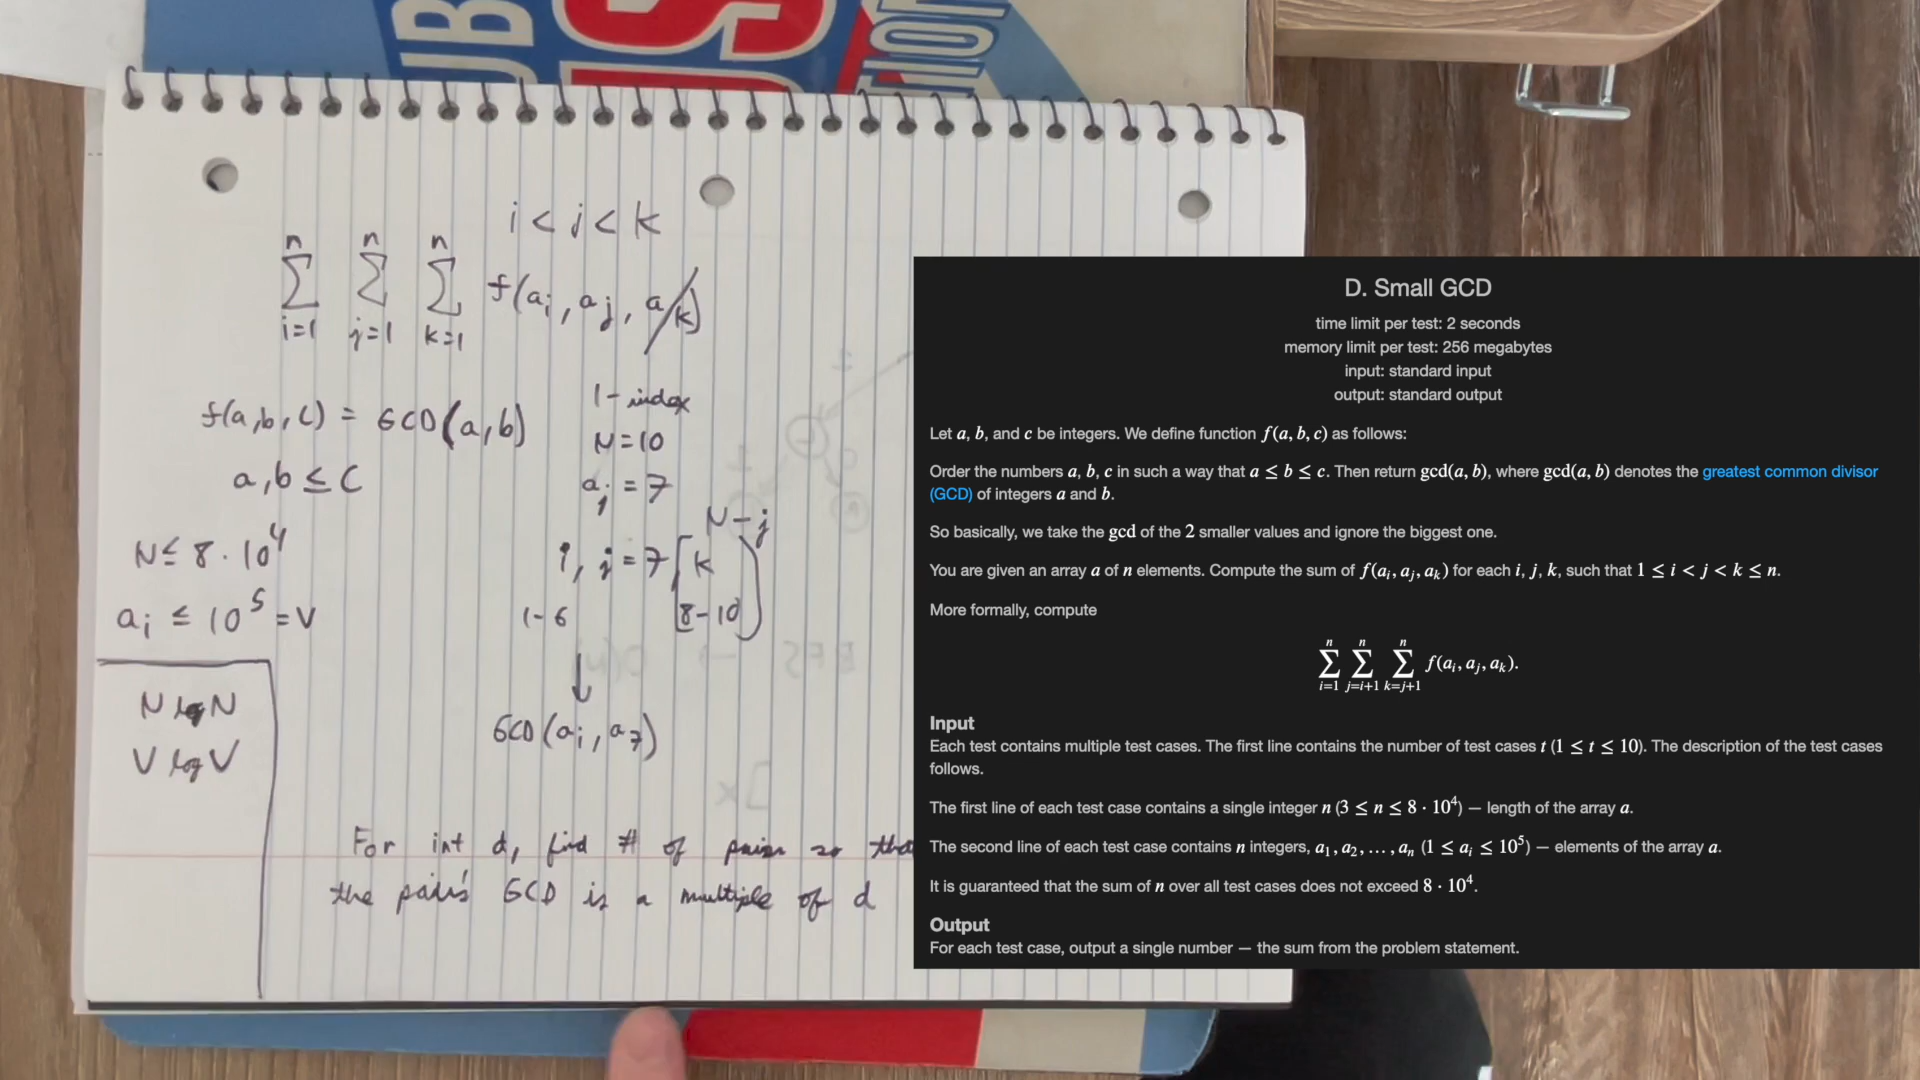 UB
US
TION
i < j < k
n n n
∑ ∑ ∑ f(ai, aj, ak)
i=1 j=1 k=1
f(a,b,c) = GCD(a,b)
a,b ≤ c
N ≤ 8 · 10^4
ai ≤ 10^5 = V
N log N
V log V
1-index
N=10
aj = 7
N-j
i, j = 7 [k
1-6 [8-10]
↓
GCD(ai, a7)
For int d, find # of pairs so tha
the pair's GCD is a multiple of d
D. Small GCD
time limit per test: 2 seconds
memory limit per test: 256 megabytes
input: standard input
output: standard output
Let a, b, and c be integers. We define function f(a, b, c) as follows:
Order the numbers a, b, c in such a way that a ≤ b ≤ c. Then return gcd(a, b), where gcd(a, b) denotes the greatest common divisor
(GCD) of integers a and b.
So basically, we take the gcd of the 2 smaller values and ignore the biggest one.
You are given an array a of n elements. Compute the sum of f(ai, aj, ak) for each i, j, k, such that 1 ≤ i < j < k ≤ n.
More formally, compute
n n n
∑ ∑ ∑ f(ai, aj, ak).
i=1 j=i+1 k=j+1
Input
Each test contains multiple test cases. The first line contains the number of test cases t (1 ≤ t ≤ 10). The description of the test cases
follows.
The first line of each test case contains a single integer n (3 ≤ n ≤ 8 · 10^4) — length of the array a.
The second line of each test case contains n integers, a1, a2, …, an (1 ≤ ai ≤ 10^5) — elements of the array a.
It is guaranteed that the sum of n over all test cases does not exceed 8 · 10^4.
Output
For each test case, output a single number — the sum from the problem statement.